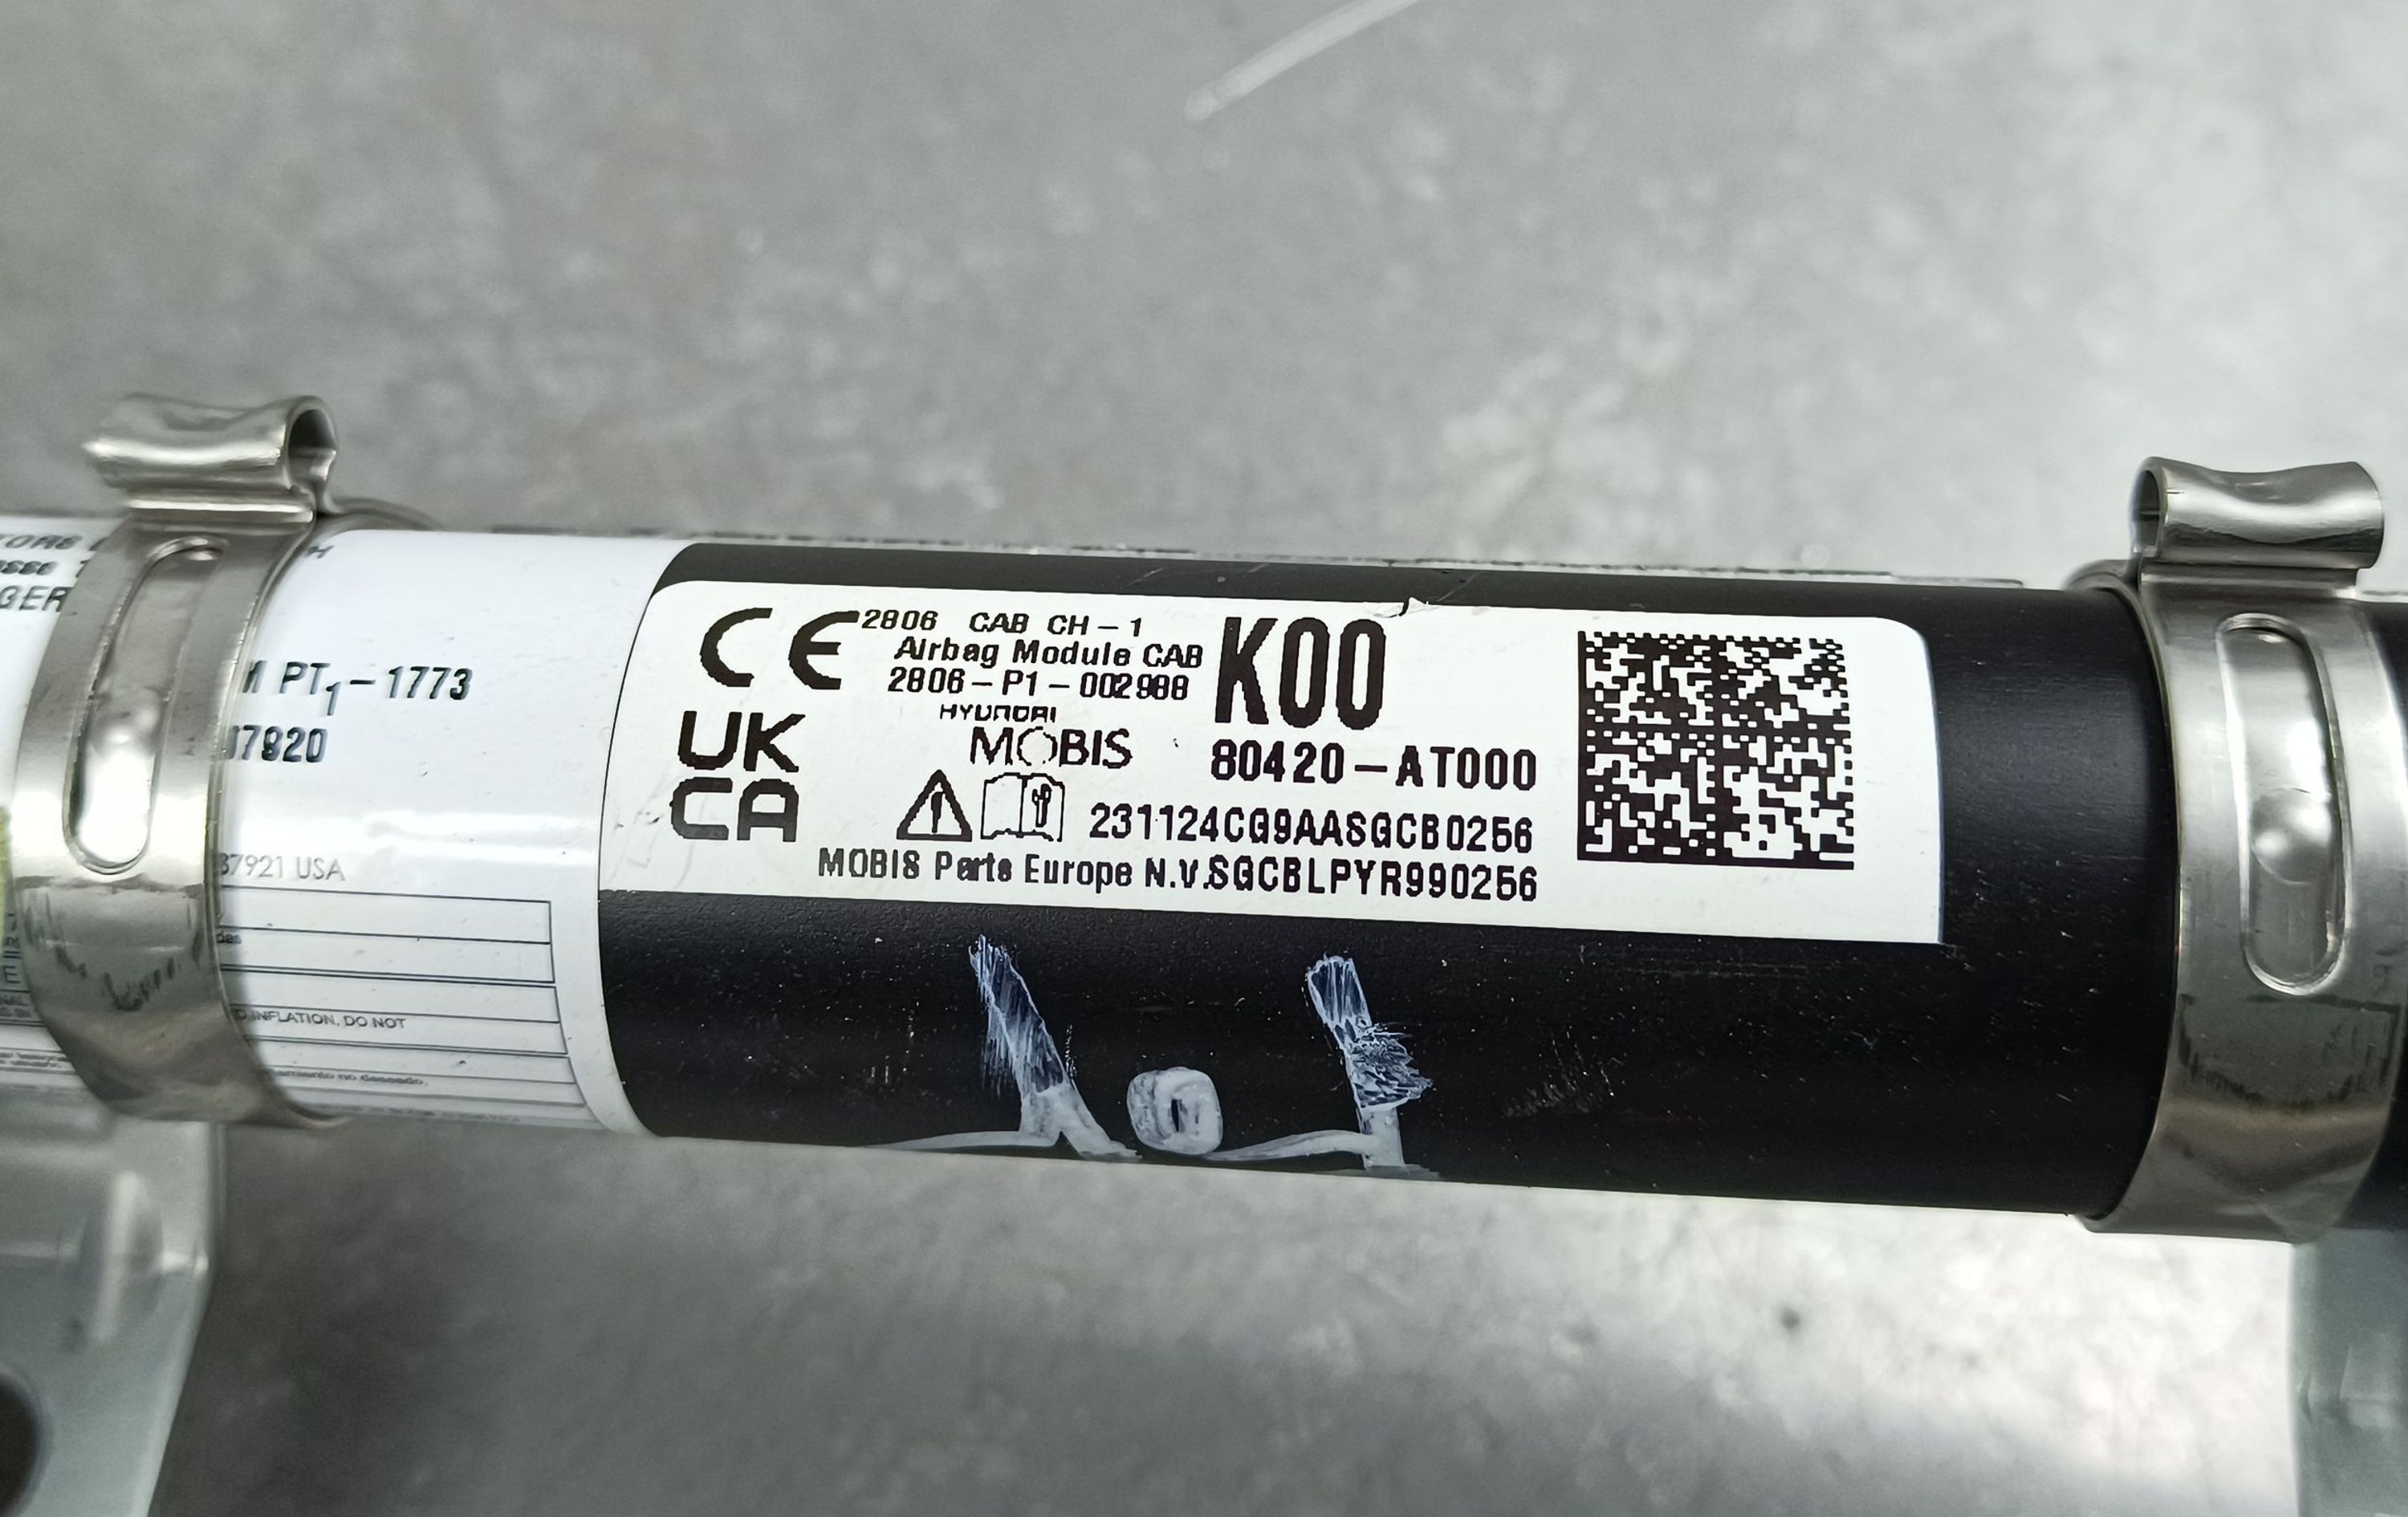 PT1-1773
37921 USA
INFLATION, DO NOT
2806 CAB CH-1
Airbag Module CAB
2806-P1-002988
HYUNDAI
MOBIS
K00
80420-AT000
231124CG9AASGCB0256
MOBIS Parts Europe N.V.SGCBLPYR990256
CE
UK
CA